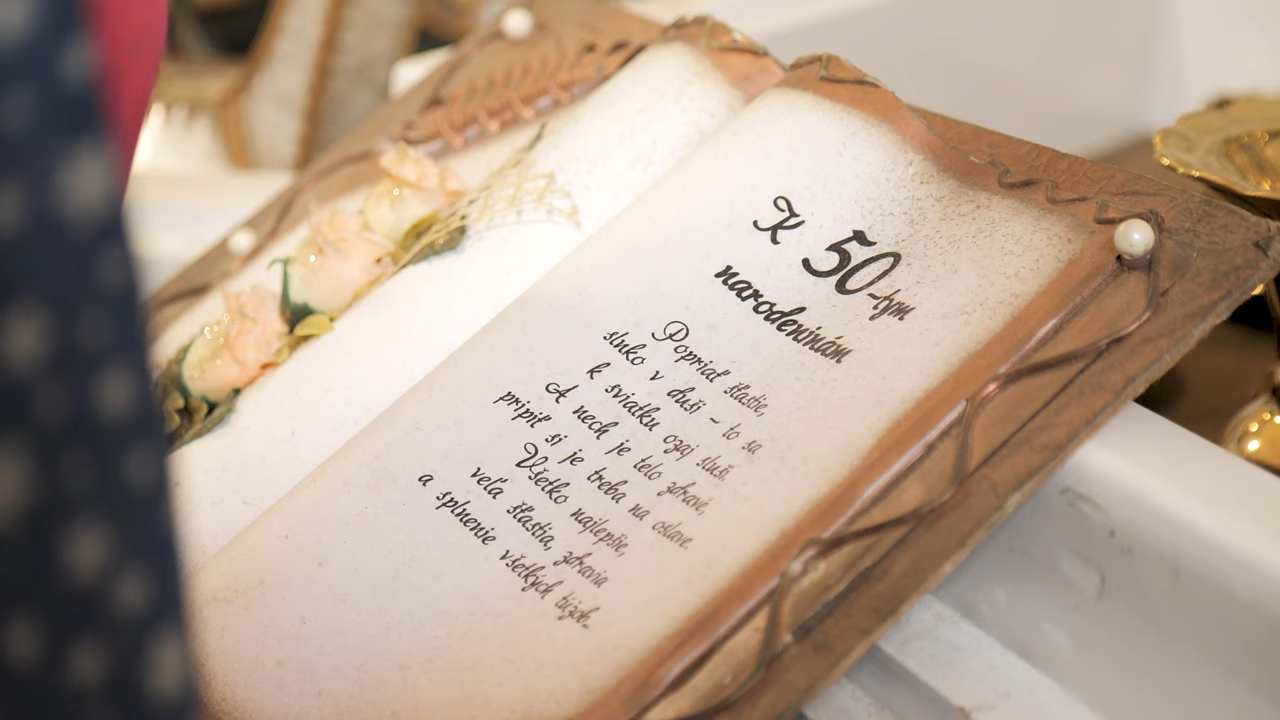 K 50-tym
narodeninám
Popriať šťastie,
slnko v duši – to sa
k sviatku ozaj sluší.
A nech je telo zdravé,
pripiť si je treba na oslave.
Všetko najlepšie,
veľa šťastia, zdravia
a splnenie všetkých túžob...